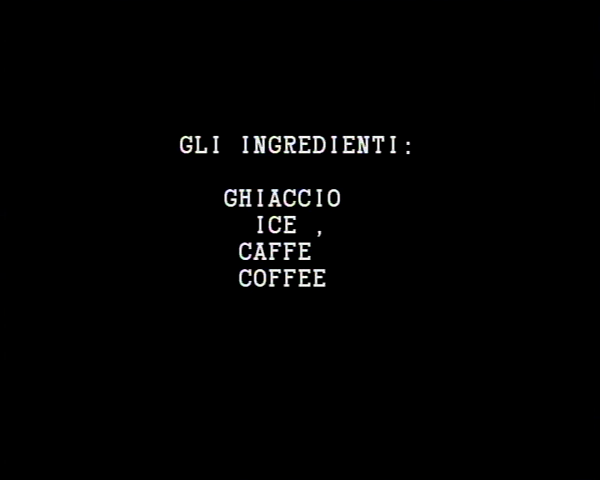 GLI INGREDIENTI:
GHIACCIO
ICE ,
CAFFE
COFFEE